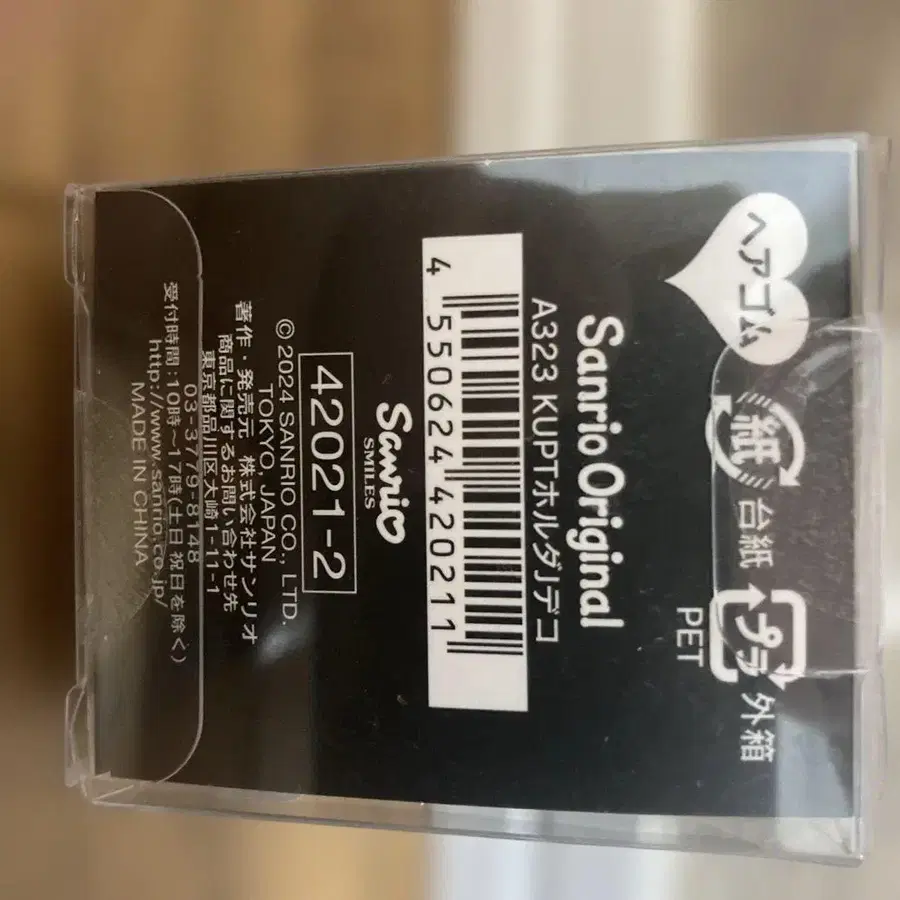 ヘアゴム
紙 台紙
プラ 外箱
PET
Sanrio Original
A323 KUPTホルダJデコ
4 550624 420211
Sanrio
SMILES
42021-2
©2024 SANRIO CO., LTD.
TOKYO, JAPAN
著作・発売元 株式会社サンリオ
商品に関するお問い合わせ先
東京都品川区大崎1-11-1
03-3779-8148
受付時間:10時〜17時(土日 祝日を除く)
http://www.sanrio.co.jp/
MADE IN CHINA